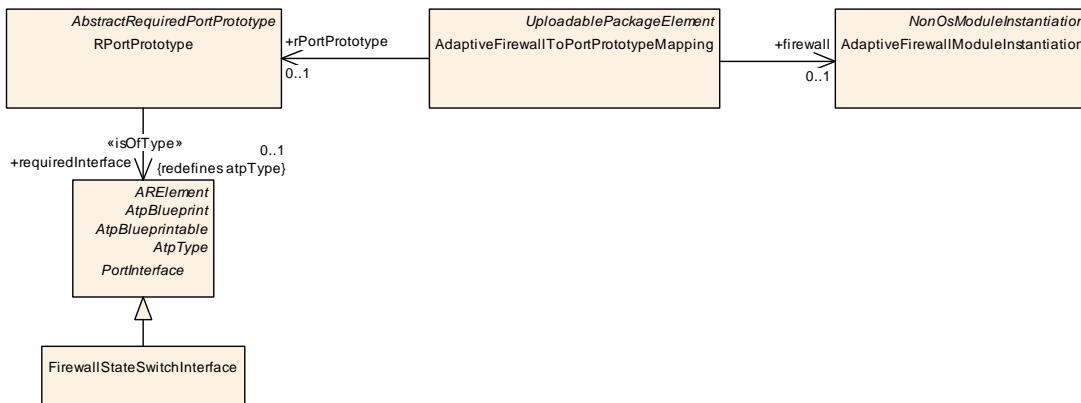 AbstractRequiredPortPrototype
RPortPrototype
+rPortPrototype
0..1
UploadablePackageElement
AdaptiveFirewallToPortPrototypeMapping
+firewall
0..1
NonOsModuleInstantiation
AdaptiveFirewallModuleInstantiation
«isOfType»
+requiredInterface
0..1
{redefines atpType}
ARElement
AtpBlueprint
AtpBlueprintable
AtpType
PortInterface
FirewallStateSwitchInterface